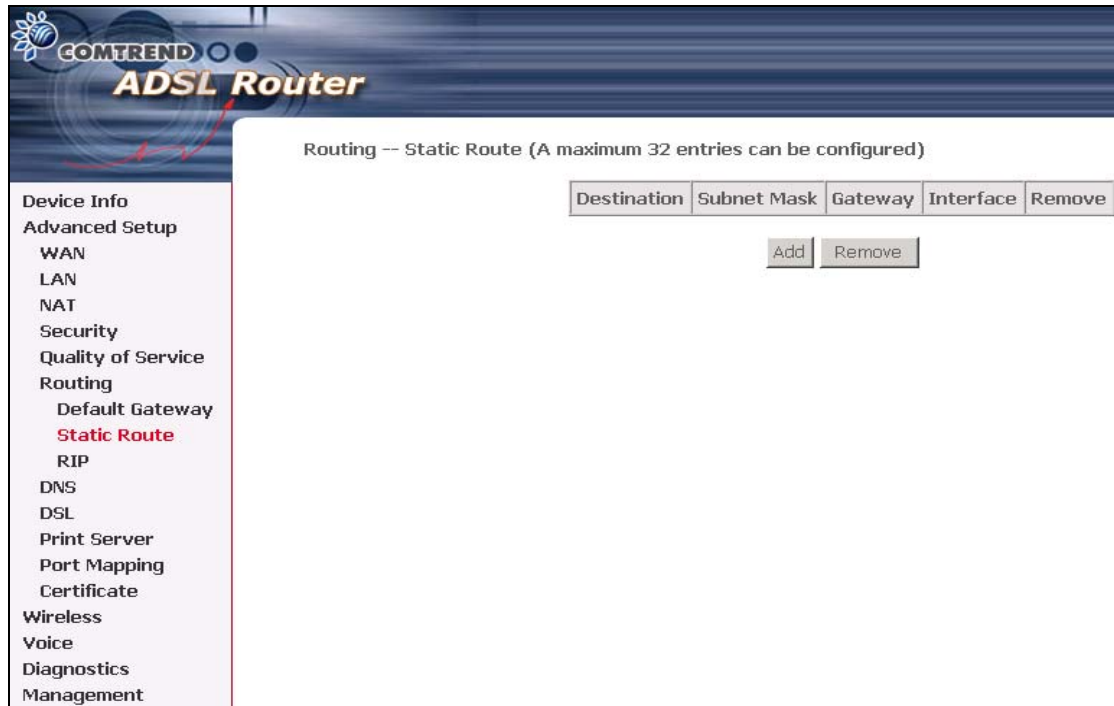 COMTREND
ADSL Router
Routing -- Static Route (A maximum 32 entries can be configured)
Destination Subnet Mask Gateway Interface Remove
Add Remove
Device Info
Advanced Setup
WAN
LAN
NAT
Security
Quality of Service
Routing
Default Gateway
Static Route
RIP
DNS
DSL
Print Server
Port Mapping
Certificate
Wireless
Voice
Diagnostics
Management